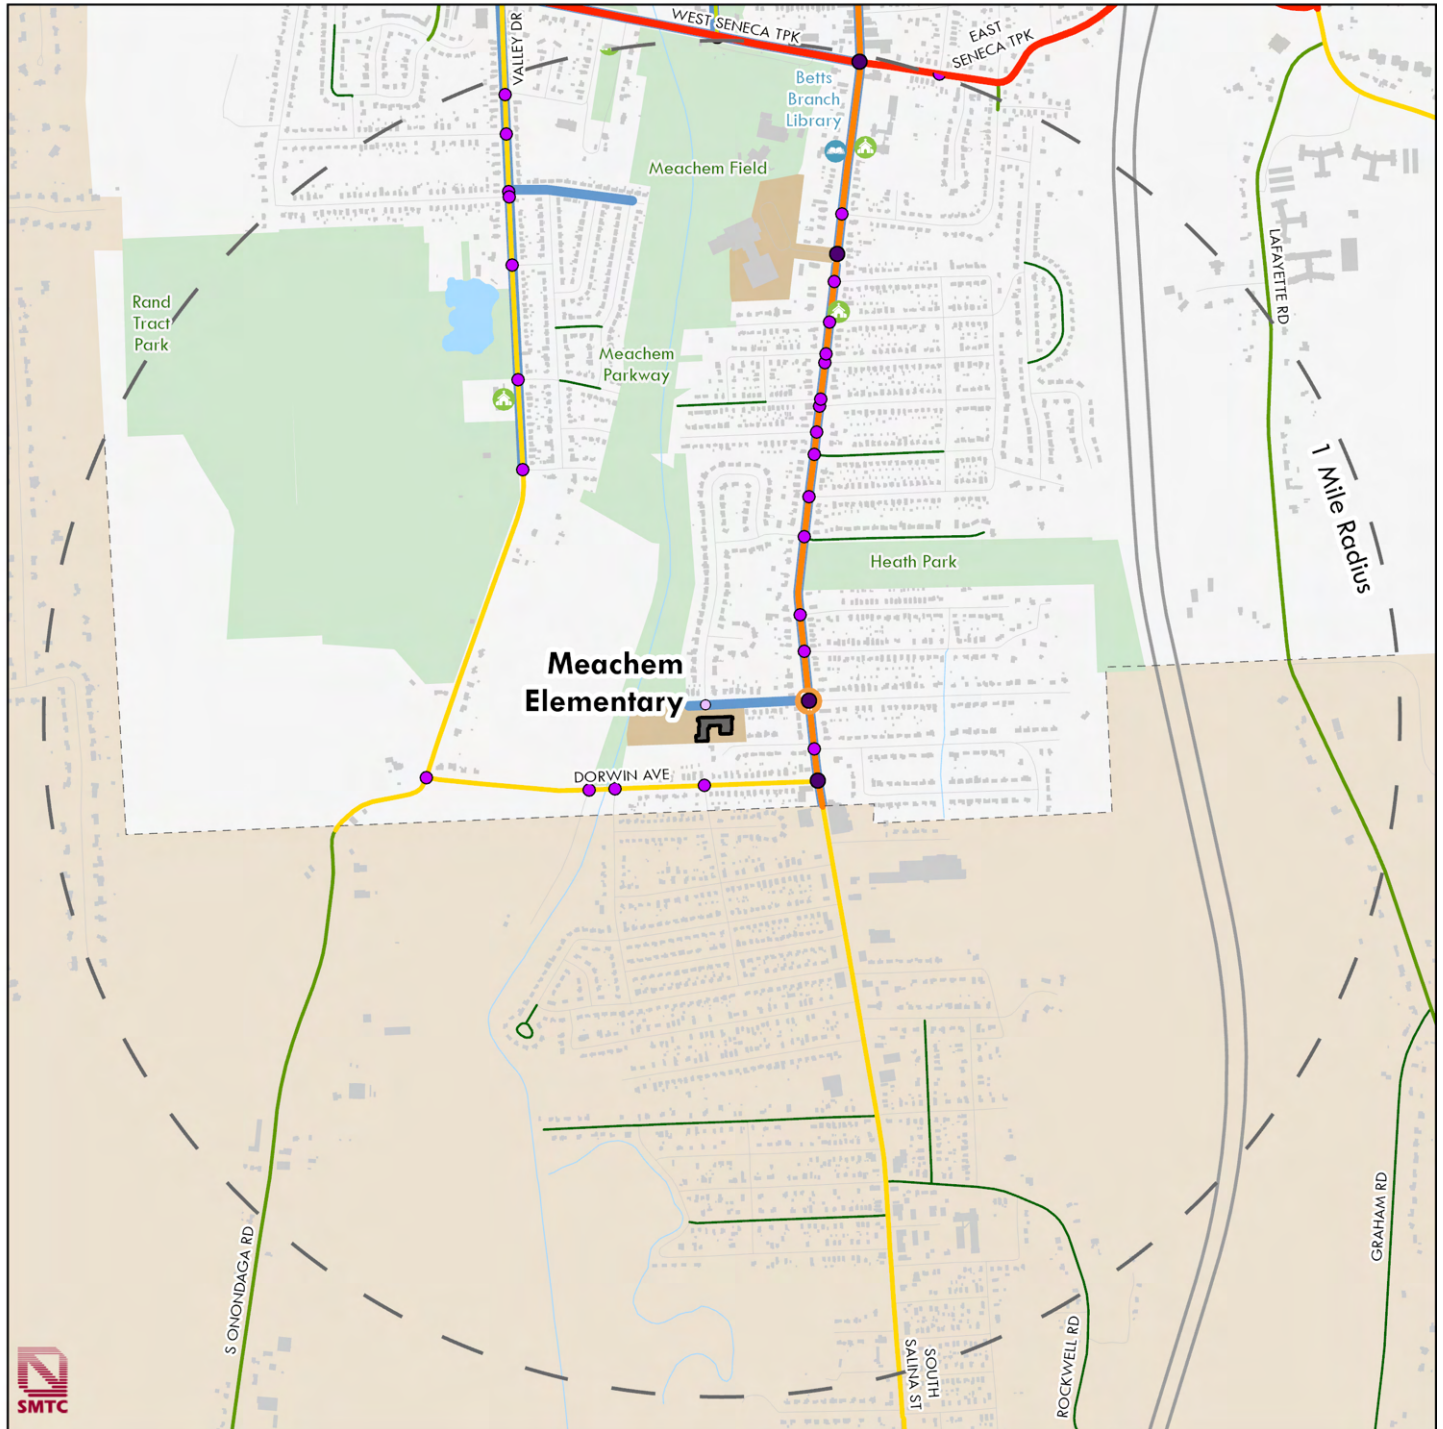 VALLEY DR
WEST SENECA TPK
EAST
SENECA TPK
Betts
Branch
Library
Meachem Field
Rand
Tract
Park
Meachem
Parkway
LAFAYETTE RD
1 Mile Radius
Heath Park
Meachem
Elementary
DORWIN AVE
S ONONDAGA RD
GRAHAM RD
ROCKWELL RD
SOUTH
SALINA ST
SMTC